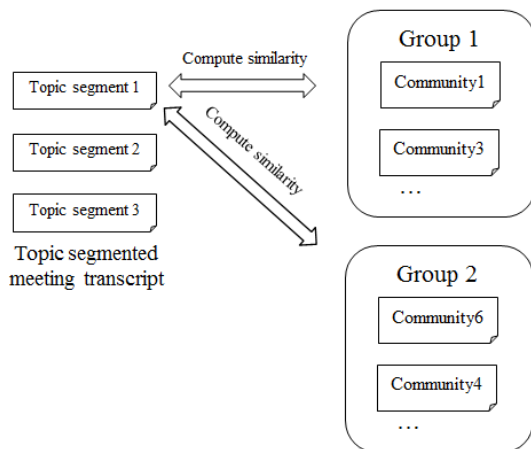 Compute similarity
Topic segment 1
Topic segment 2
Topic segment 3
Topic segmented
meeting transcript
Compute similarity
Group 1
Community1
Community3
...
Group 2
Community6
Community4
...